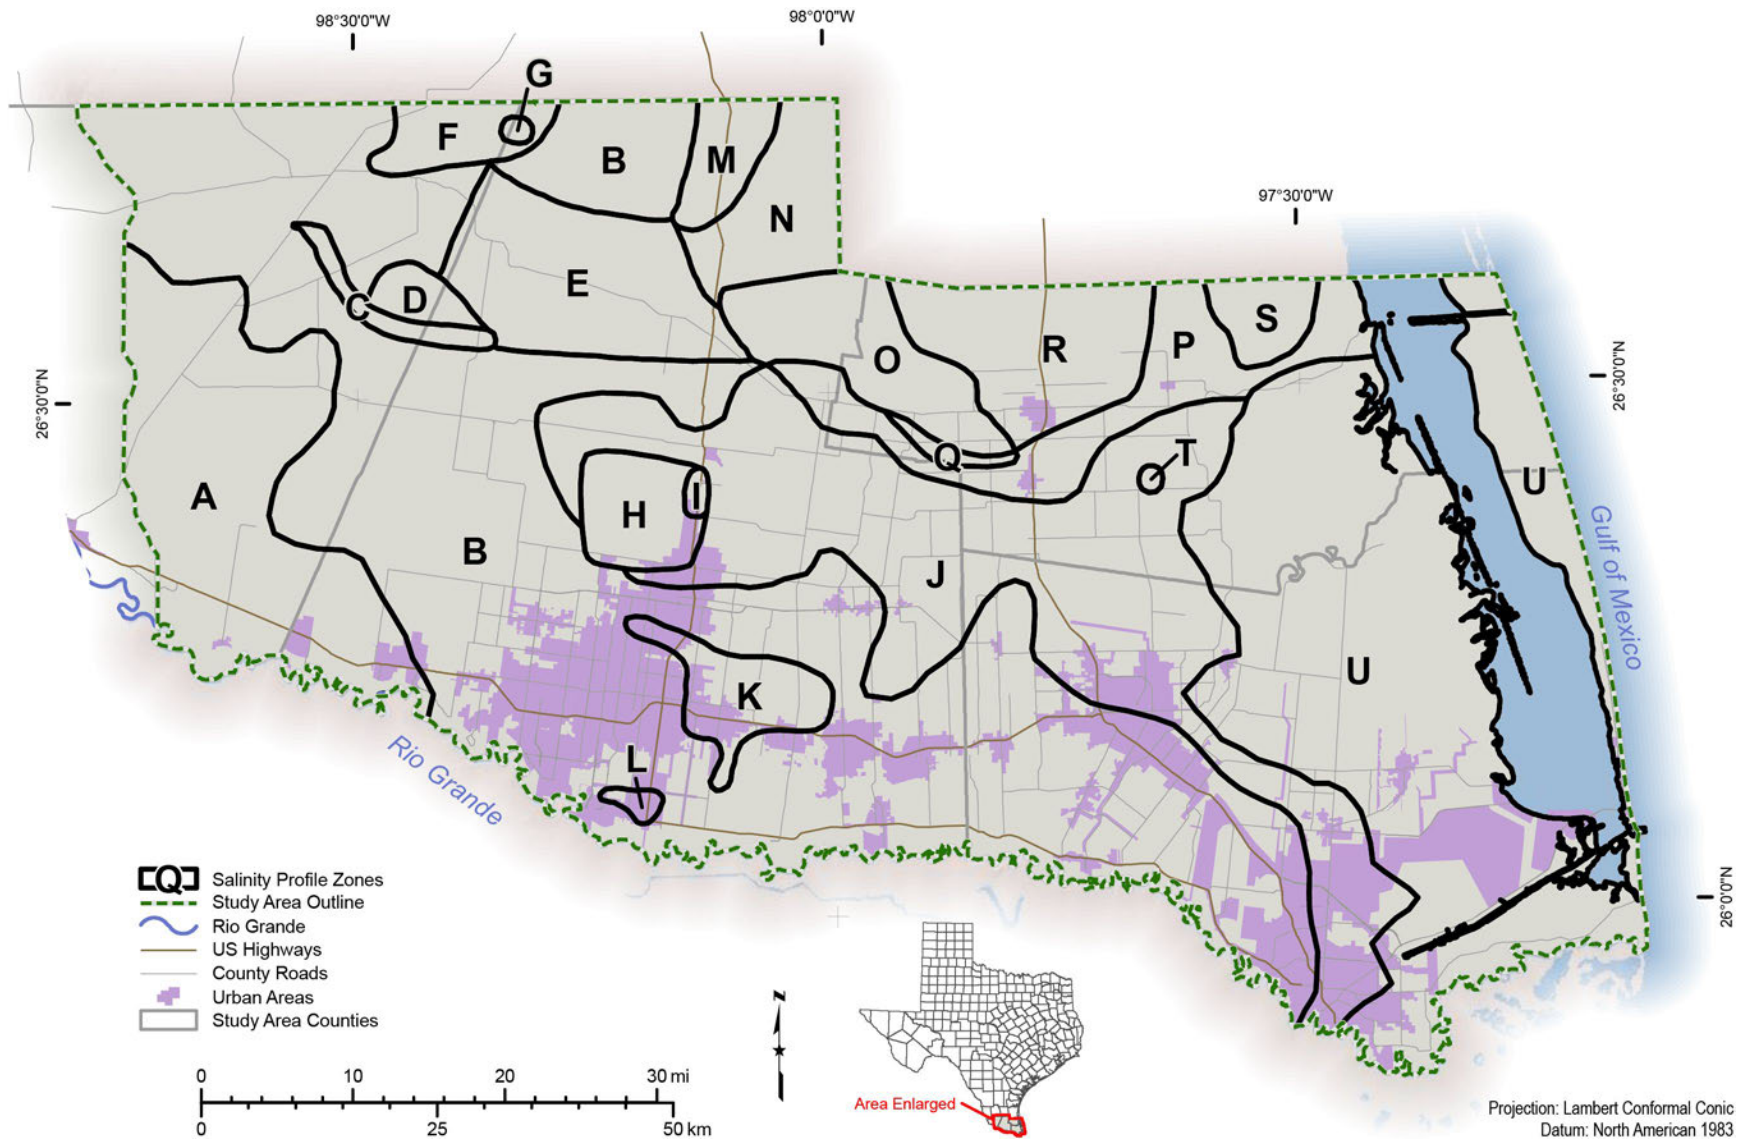 98°30'0"W
98°0'0"W
G
F
B
M
N
97°30'0"W
E
C
D
S
O
R
P
26°30'0"N
26°30'0"N
Q
T
A
I
H
U
B
J
Gulf of Mexico
U
K
L
Rio Grande
26°0'0"N
Q Salinity Profile Zones
Study Area Outline
Rio Grande
US Highways
County Roads
Urban Areas
Study Area Counties
N
0 10 20 30 mi
0 25 50 km
Area Enlarged
Projection: Lambert Conformal Conic
Datum: North American 1983